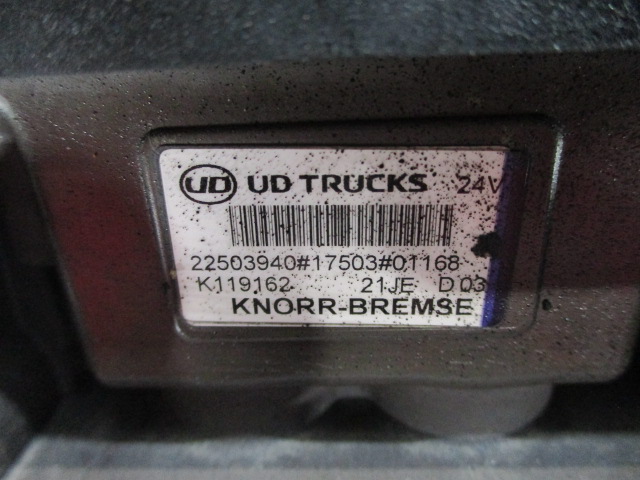 UD UD TRUCKS 24V
22503940#17503#01168
K119162 21JE D03
KNORR-BREMSE